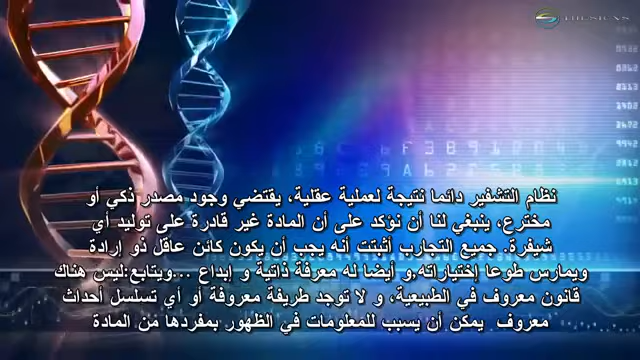 THESIGNS
نظام التشفير دائما نتيجة لعملية عقلية، يقتضي وجود مصدر ذكي أو
مخترع، ينبغي لنا أن نؤكد على أن المادة غير قادرة على توليد أي
شيفرة. جميع التجارب أثبتت أنه يجب أن يكون كائن عاقل ذو إرادة
ويمارس طوعا إختياراته.و أيضا له معرفة ذاتية و إبداع ...ويتابع:ليس هناك
قانون معروف في الطبيعية، و لا توجد طريفة معروفة أو أي تسلسل أحداث
معروف يمكن أن يسبب للمعلومات في الظهور بمفردها من المادة